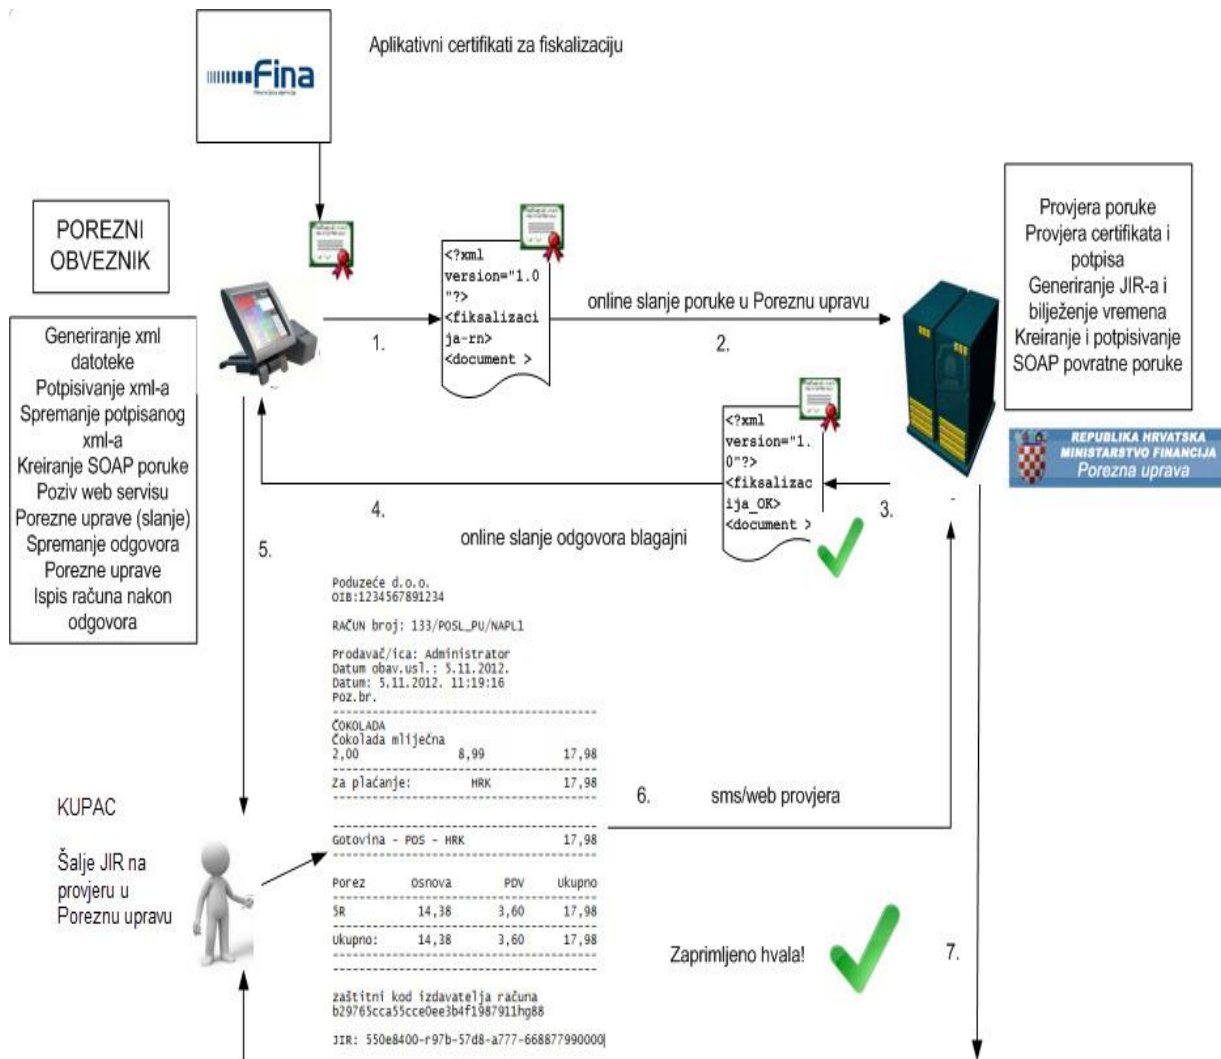 Fina
Aplikativni certifikati za fiskalizaciju
POREZNI
OBVEZNIK
Generiranje xml
datoteke
Potpisivanje xml-a
Spremanje potpisanog
xml-a
Kreiranje SOAP poruke
Poziv web servisu
Porezne uprave (slanje)
Spremanje odgovora
Porezne uprave
Ispis računa nakon
odgovora
1.
<?xml
version="1.0
"?>
<fiksalizaci
ja-rn>
<document >
online slanje poruke u Poreznu upravu
2.
Provjera poruke
Provjera certifikata i
potpisa
Generiranje JIR-a i
bilježenje vremena
Kreiranje i potpisivanje
SOAP povratne poruke
REPUBLIKA HRVATSKA
MINISTARSTVO FINANCIJA
Porezna uprava
3.
<?xml
version="1.
0"?>
<fiksalizac
ija_OK>
<document >
4.
online slanje odgovora blagajni
5.
Poduzeće d.o.o.
OIB:1234567891234
RAČUN broj: 133/POSL_PU/NAPL1
Prodavač/ica: Administrator
Datum obav.usl.: 5.11.2012.
Datum: 5.11.2012. 11:19:16
Poz.br.
ČOKOLADA
Čokolada mliječna
2,00 8,99 17,98
Za plaćanje: HRK 17,98
Gotovina - POS - HRK 17,98
Porez Osnova PDV Ukupno
5R 14,38 3,60 17,98
Ukupno: 14,38 3,60 17,98
zaštitni kod izdavatelja računa
b29765cca55cce0ee3b4f1987911hg88
JIR: 550e8400-r97b-57d8-a777-668877990000
KUPAC
Šalje JIR na
provjeru u
Poreznu upravu
6.
sms/web provjera
Zaprimljeno hvala!
7.